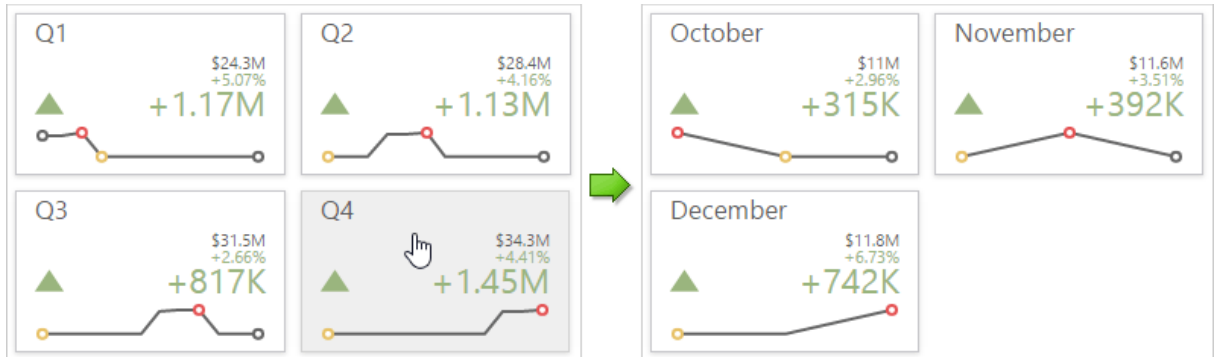 Q1
$24.3M
+5.07%
+1.17M
Q2
$28.4M
+4.16%
+1.13M
Q3
$31.5M
+2.66%
+817K
Q4
$34.3M
+4.41%
+1.45M
October
$11M
+2.96%
+315K
November
$11.6M
+3.51%
+392K
December
$11.8M
+6.73%
+742K